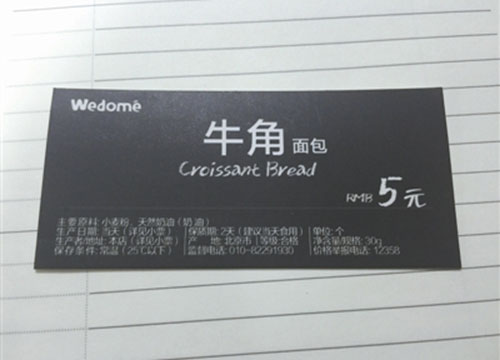 Wedome
牛角 面包
Croissant Bread
RMB 5元
主要原料: 小麦粉、天然奶油（奶油）
生产日期: 当天（详见小票） 保质期: 2天（建议当天食用） 单位: 个
生产者/地址: 本店（详见小票） 产 地: 北京市 等级: 合格 净含量/规格: 30g
保存条件: 常温（25℃以下） 监督电话: 010-82291930 价格举报电话: 12358